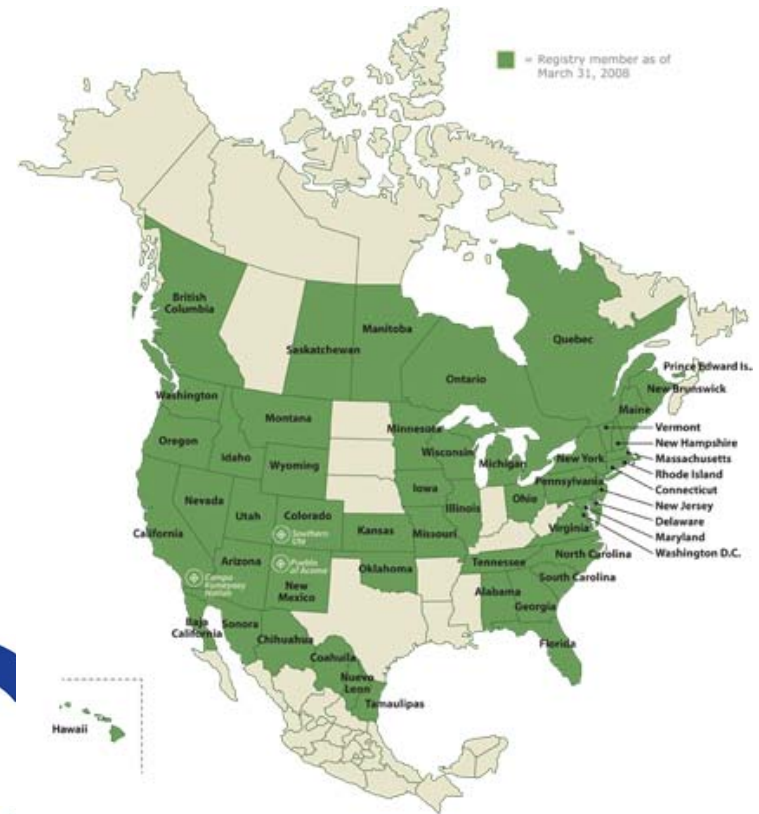 = Registry member as of
March 31, 2008
British
Columbia
Manitoba
Saskatchewan
Quebec
Ontario
Prince Edward Is.
New Brunswick
Washington
Maine
Montana
Minnesota
Vermont
Oregon
New Hampshire
Idaho
Wyoming
Wisconsin
Michigan
New York
Massachusetts
Rhode Island
Pennsylvania
Connecticut
Iowa
Nevada
Illinois
Ohio
New Jersey
Utah
Colorado
Delaware
California
Kansas
Missouri
Virginia
Maryland
Southern
Ute
North Carolina
Washington D.C.
Arizona
Pueblo
of Acoma
Oklahoma
Tennessee
South Carolina
Campo
Kumeyaay
Nation
New
Mexico
Alabama
Georgia
Baja
California
Sonora
Chihuahua
Florida
Coahuila
Nuevo
Leon
Tamaulipas
Hawaii